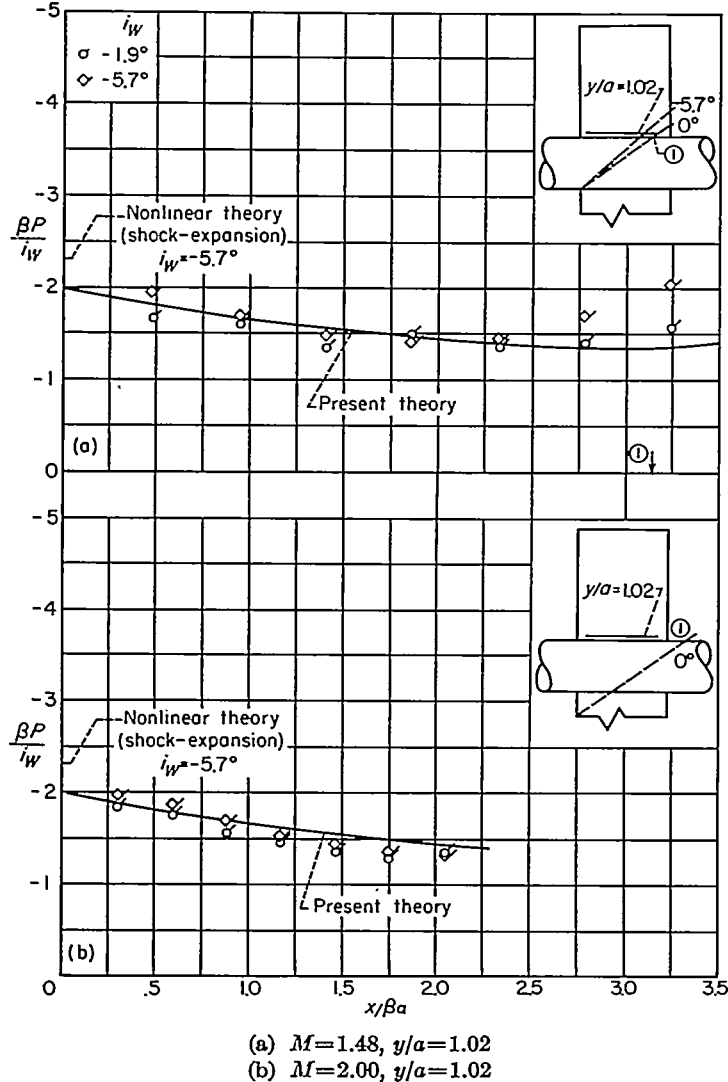 -5
i_W
-1.9°
-5.7°
-4
-3
βP
i_W
Nonlinear theory
(shock-expansion)
i_W=-5.7°
-2
-1
Present theory
(a)
0
y/a=1.02
-5.7°
0°
①
①
-5
-4
-3
βP
i_W
Nonlinear theory
(shock-expansion)
i_W=-5.7°
-2
-1
Present theory
(b)
y/a=1.02
①
0°
0 .5 1.0 1.5 2.0 2.5 3.0 3.5
x/βa
(a) M=1.48, y/a=1.02
(b) M=2.00, y/a=1.02